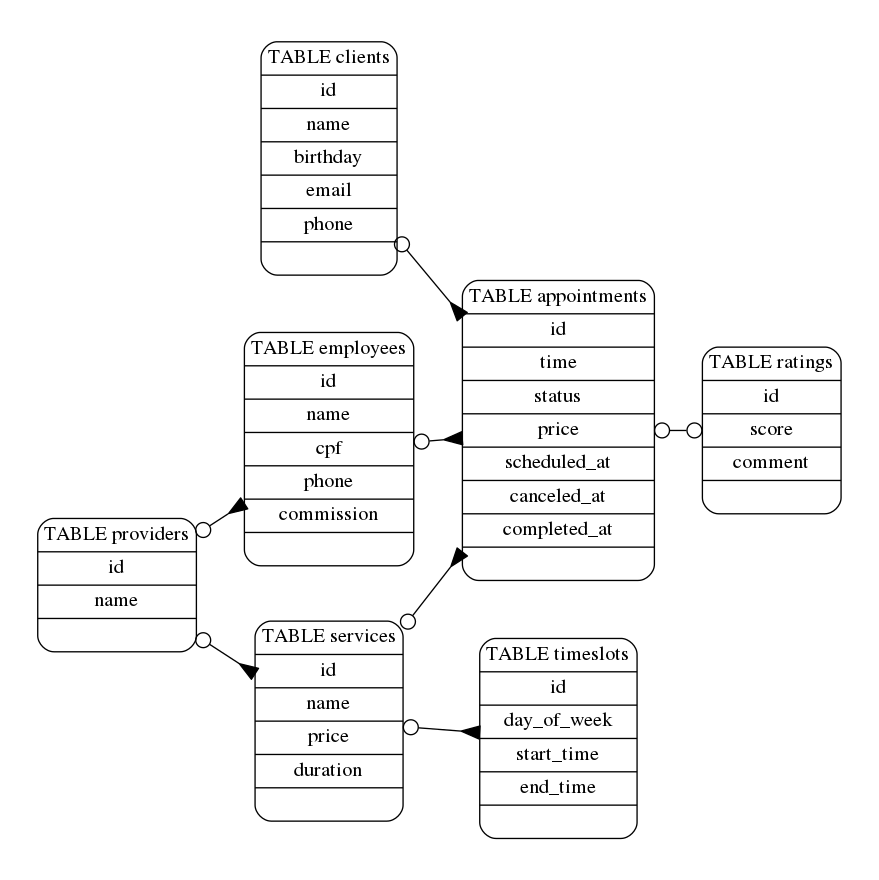 TABLE clients
id
name
birthday
email
phone
TABLE appointments
id
time
status
price
scheduled_at
canceled_at
completed_at
TABLE employees
id
name
cpf
phone
commission
TABLE ratings
id
score
comment
TABLE providers
id
name
TABLE services
id
name
price
duration
TABLE timeslots
id
day_of_week
start_time
end_time